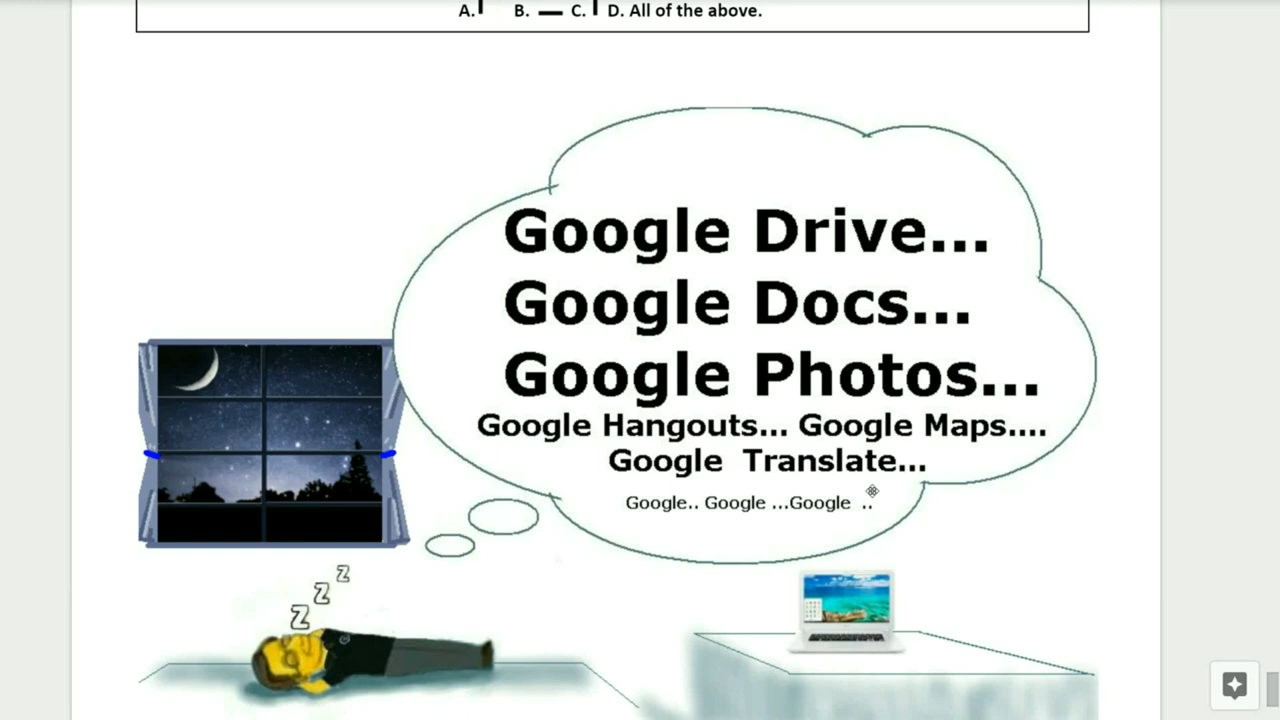 A. B. C. D. All of the above.
Google Drive...
Google Docs...
Google Photos...
Google Hangouts... Google Maps....
Google Translate...
Google.. Google ...Google ..
z
z
z